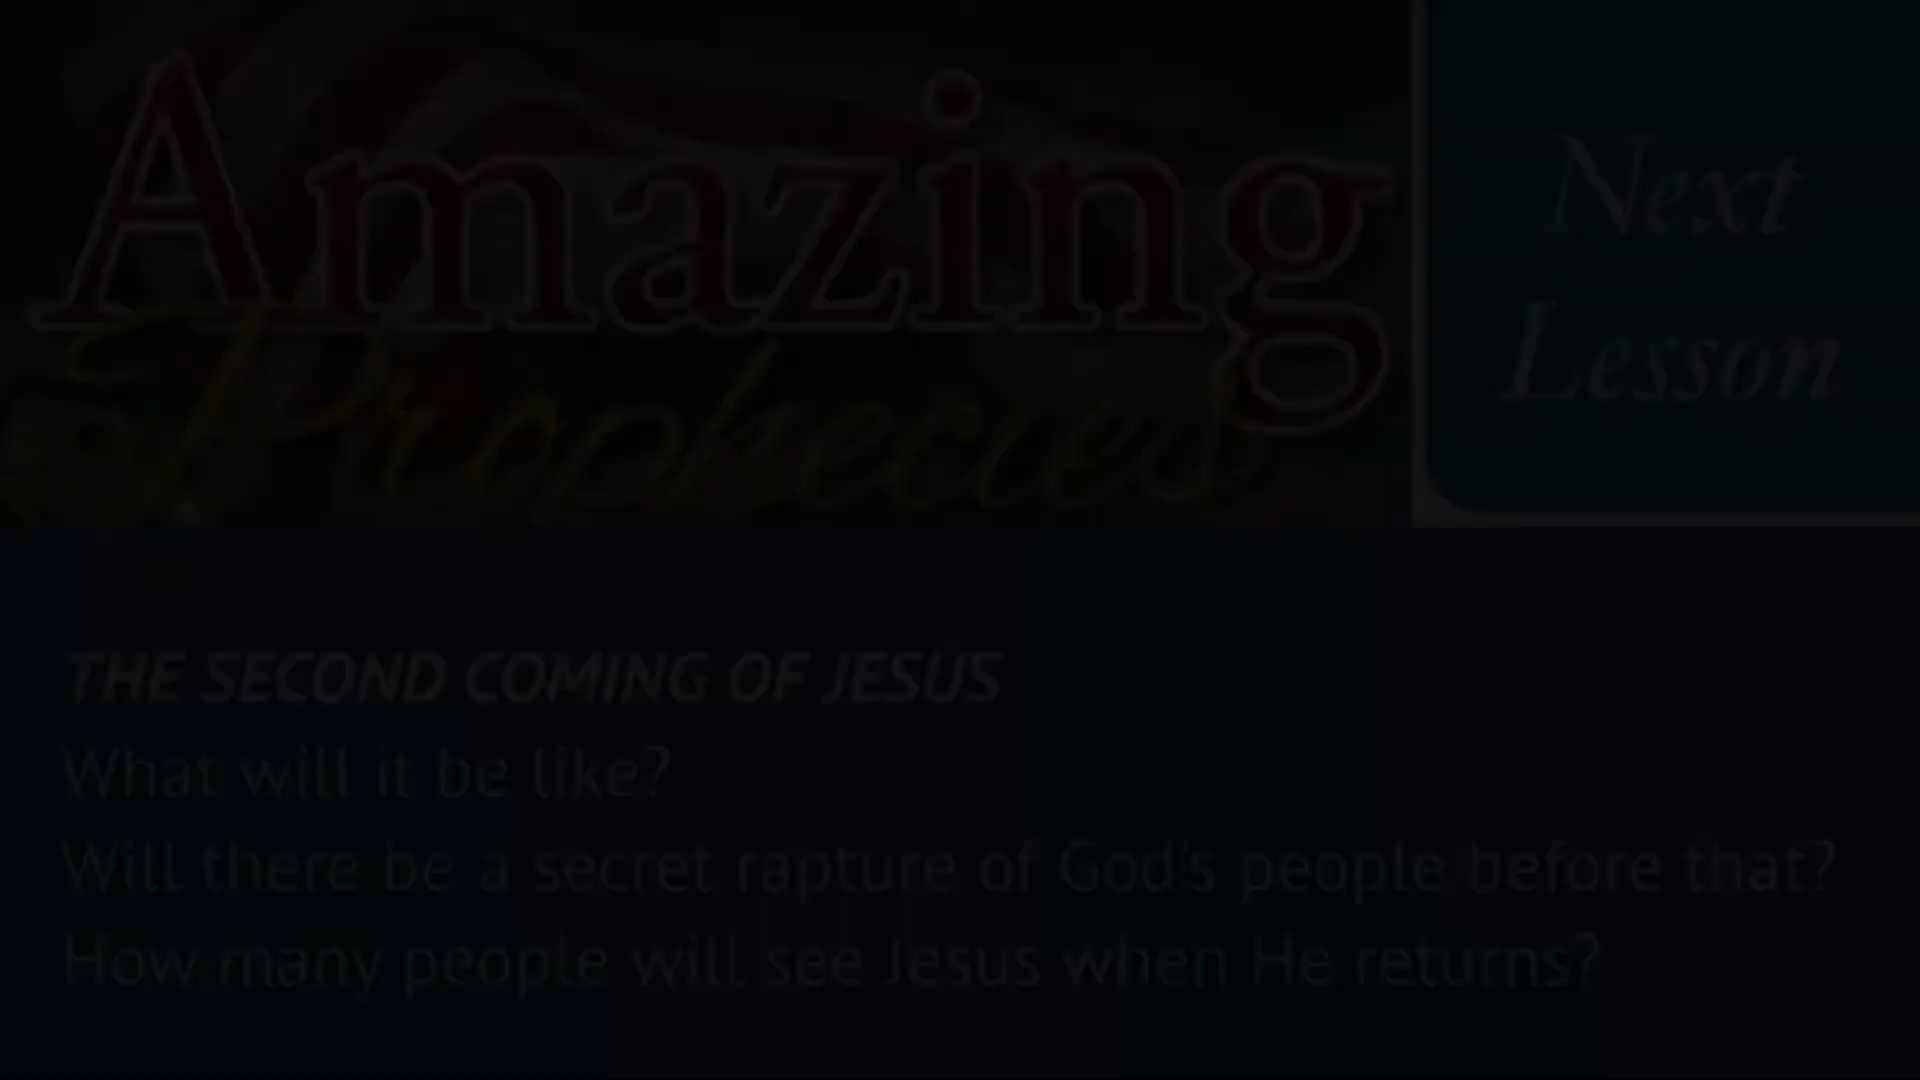 Amazing
Prophecies
Next
Lesson
THE SECOND COMING OF JESUS
What will it be like?
Will there be a secret rapture of God's people before that?
How many people will see Jesus when He returns?